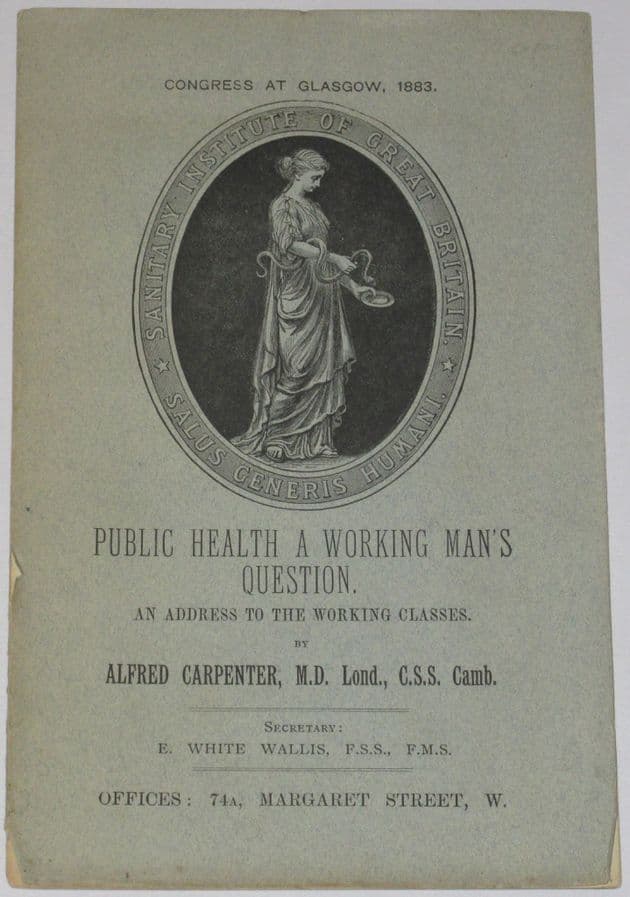 CONGRESS AT GLASGOW, 1883.
SANITARY INSTITUTE OF GREAT BRITAIN.
SALUS GENERIS HUMANI.
PUBLIC HEALTH A WORKING MAN'S
QUESTION.
AN ADDRESS TO THE WORKING CLASSES.
BY
ALFRED CARPENTER, M.D. Lond., C.S.S. Camb.
SECRETARY:
E. WHITE WALLIS, F.S.S., F.M.S.
OFFICES: 74A, MARGARET STREET, W.